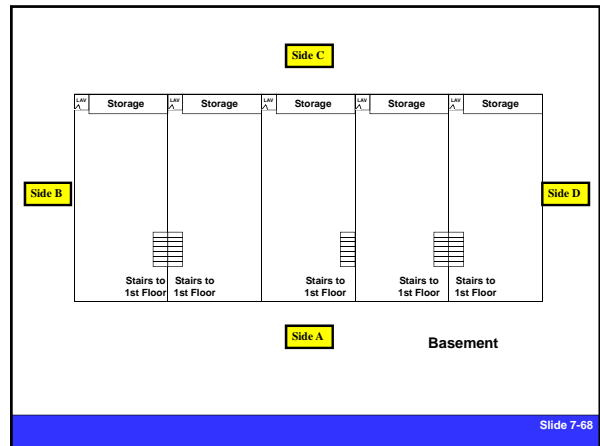 Side C
LAV Storage LAV Storage LAV Storage LAV Storage LAV Storage
Side B
Side D
Stairs to Stairs to Stairs to Stairs to Stairs to
1st Floor 1st Floor 1st Floor 1st Floor 1st Floor
Side A
Basement
Slide 7-68